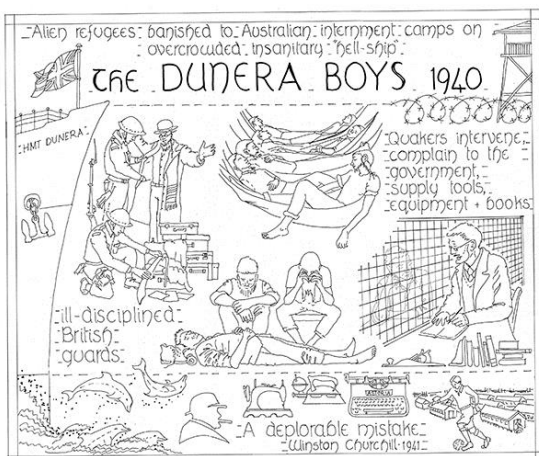 Alien refugees banished to Australian internment camps on
overcrowded insanitary "hell-ship"
The DUNERA BOYS 1940
"HMT DUNERA"
Quakers intervene,
complain to the
government,
supply tools,
equipment + books
ill-disciplined
British
guards
A deplorable mistake
Winston Churchill · 1941